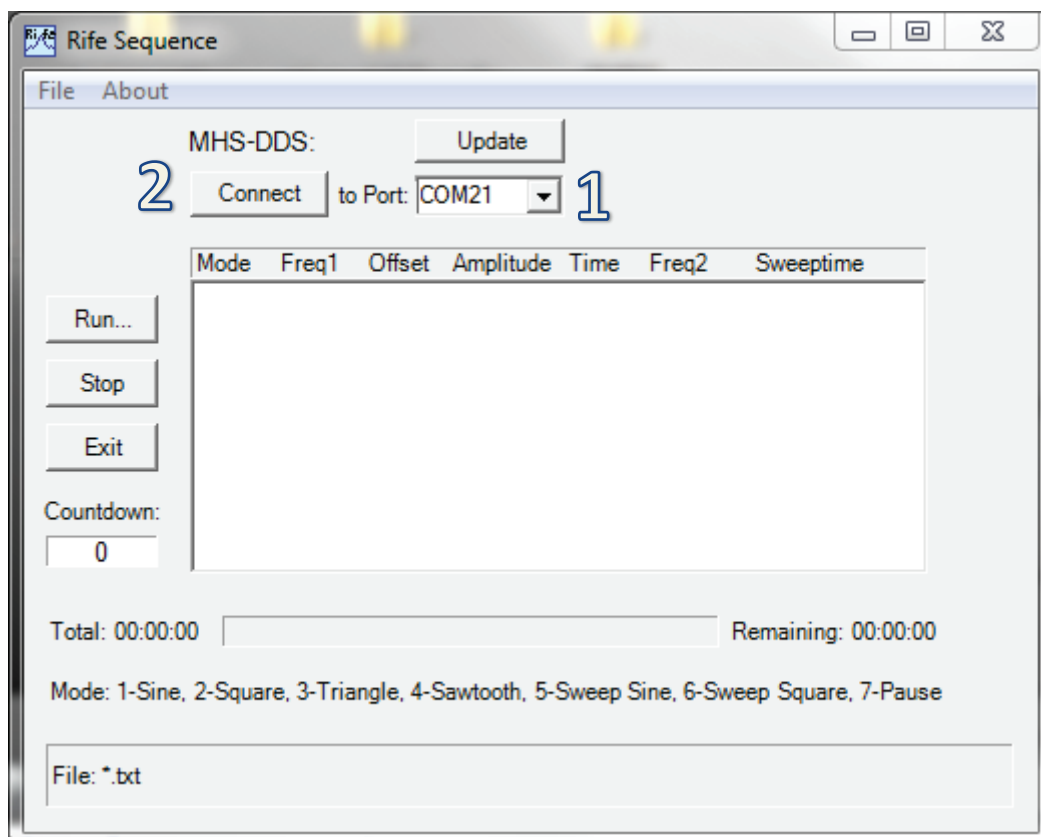 Rife
Rife Sequence
File About
MHS-DDS: Update
2 Connect to Port: COM21 1
Mode Freq1 Offset Amplitude Time Freq2 Sweeptime
Run...
Stop
Exit
Countdown:
0
Total: 00:00:00 Remaining: 00:00:00
Mode: 1-Sine, 2-Square, 3-Triangle, 4-Sawtooth, 5-Sweep Sine, 6-Sweep Square, 7-Pause
File: *.txt